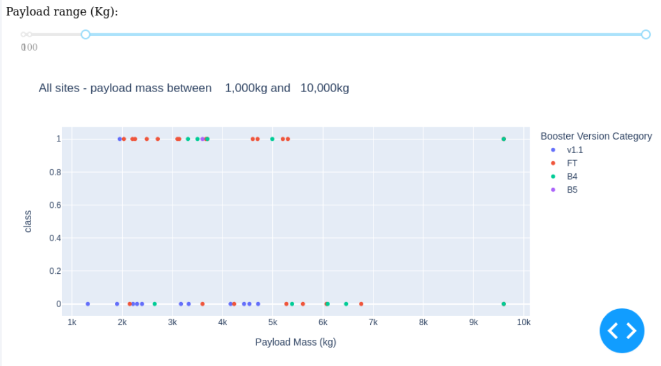 Payload range (Kg):
All sites - payload mass between 1,000kg and 10,000kg
Booster Version Category
v1.1
FT
B4
B5
class
1
0.8
0.6
0.4
0.2
0
1k 2k 3k 4k 5k 6k 7k 8k 9k 10k
Payload Mass (kg)